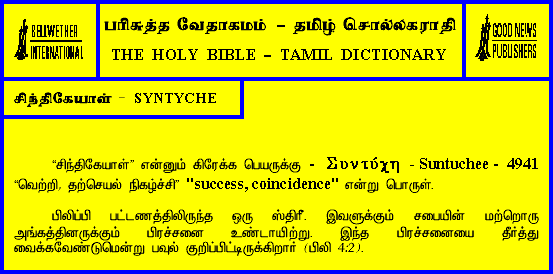 BELLWETHER
INTERNATIONAL
பரிசுத்த வேதாகமம் - தமிழ் சொல்லகராதி
THE HOLY BIBLE - TAMIL DICTIONARY
GOOD NEWS
PUBLISHERS
சிந்திகேயாள் - SYNTYCHE
“சிந்திகேயாள்” என்னும் கிரேக்க பெயருக்கு - Συντύχη - Suntuchee - 4941
“வெற்றி, தற்செயல் நிகழ்ச்சி” "success, coincidence" என்று பொருள்.
பிலிப்பி பட்டணத்திலிருந்த ஒரு ஸ்திரீ. இவளுக்கும் சபையின் மற்றொரு
அங்கத்தினருக்கும் பிரச்சனை உண்டாயிற்று. இந்த பிரச்சனையை தீர்த்து
வைக்கவேண்டுமென்று பவுல் குறிப்பிட்டிருக்கிறார் (பிலி 4:2).